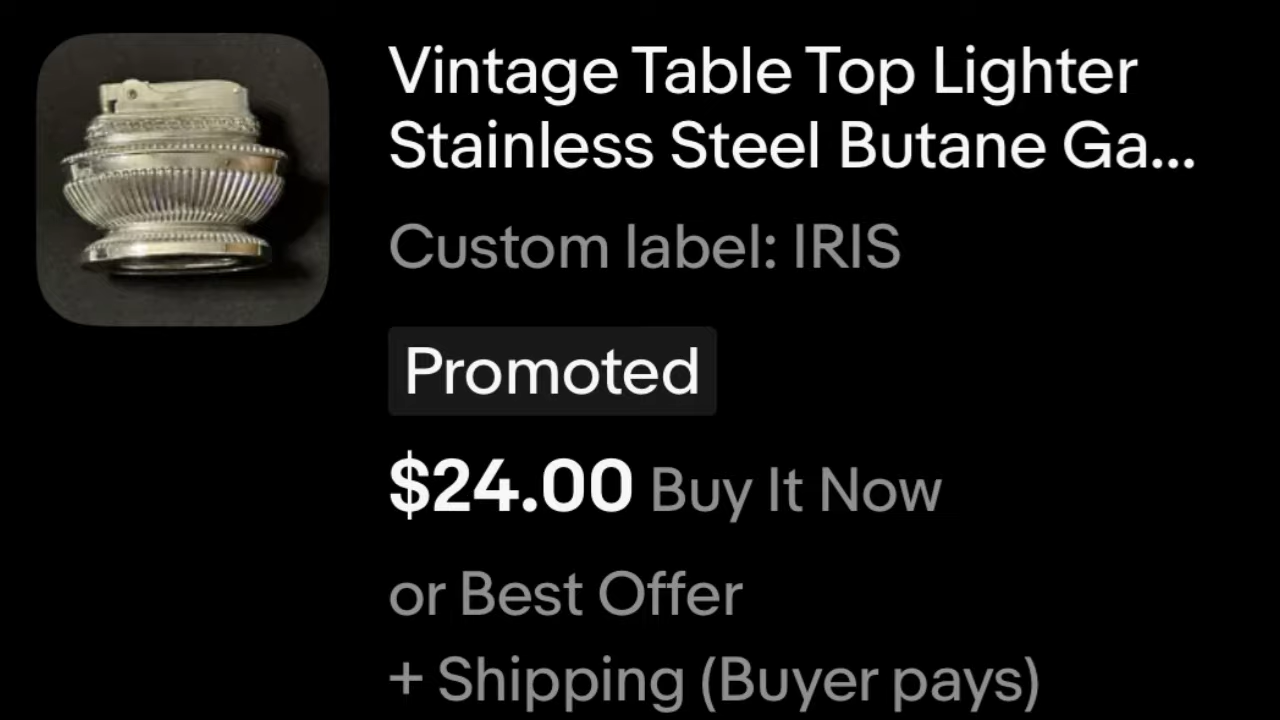 Vintage Table Top Lighter
Stainless Steel Butane Ga...
Custom label: IRIS
Promoted
$24.00 Buy It Now
or Best Offer
+ Shipping (Buyer pays)